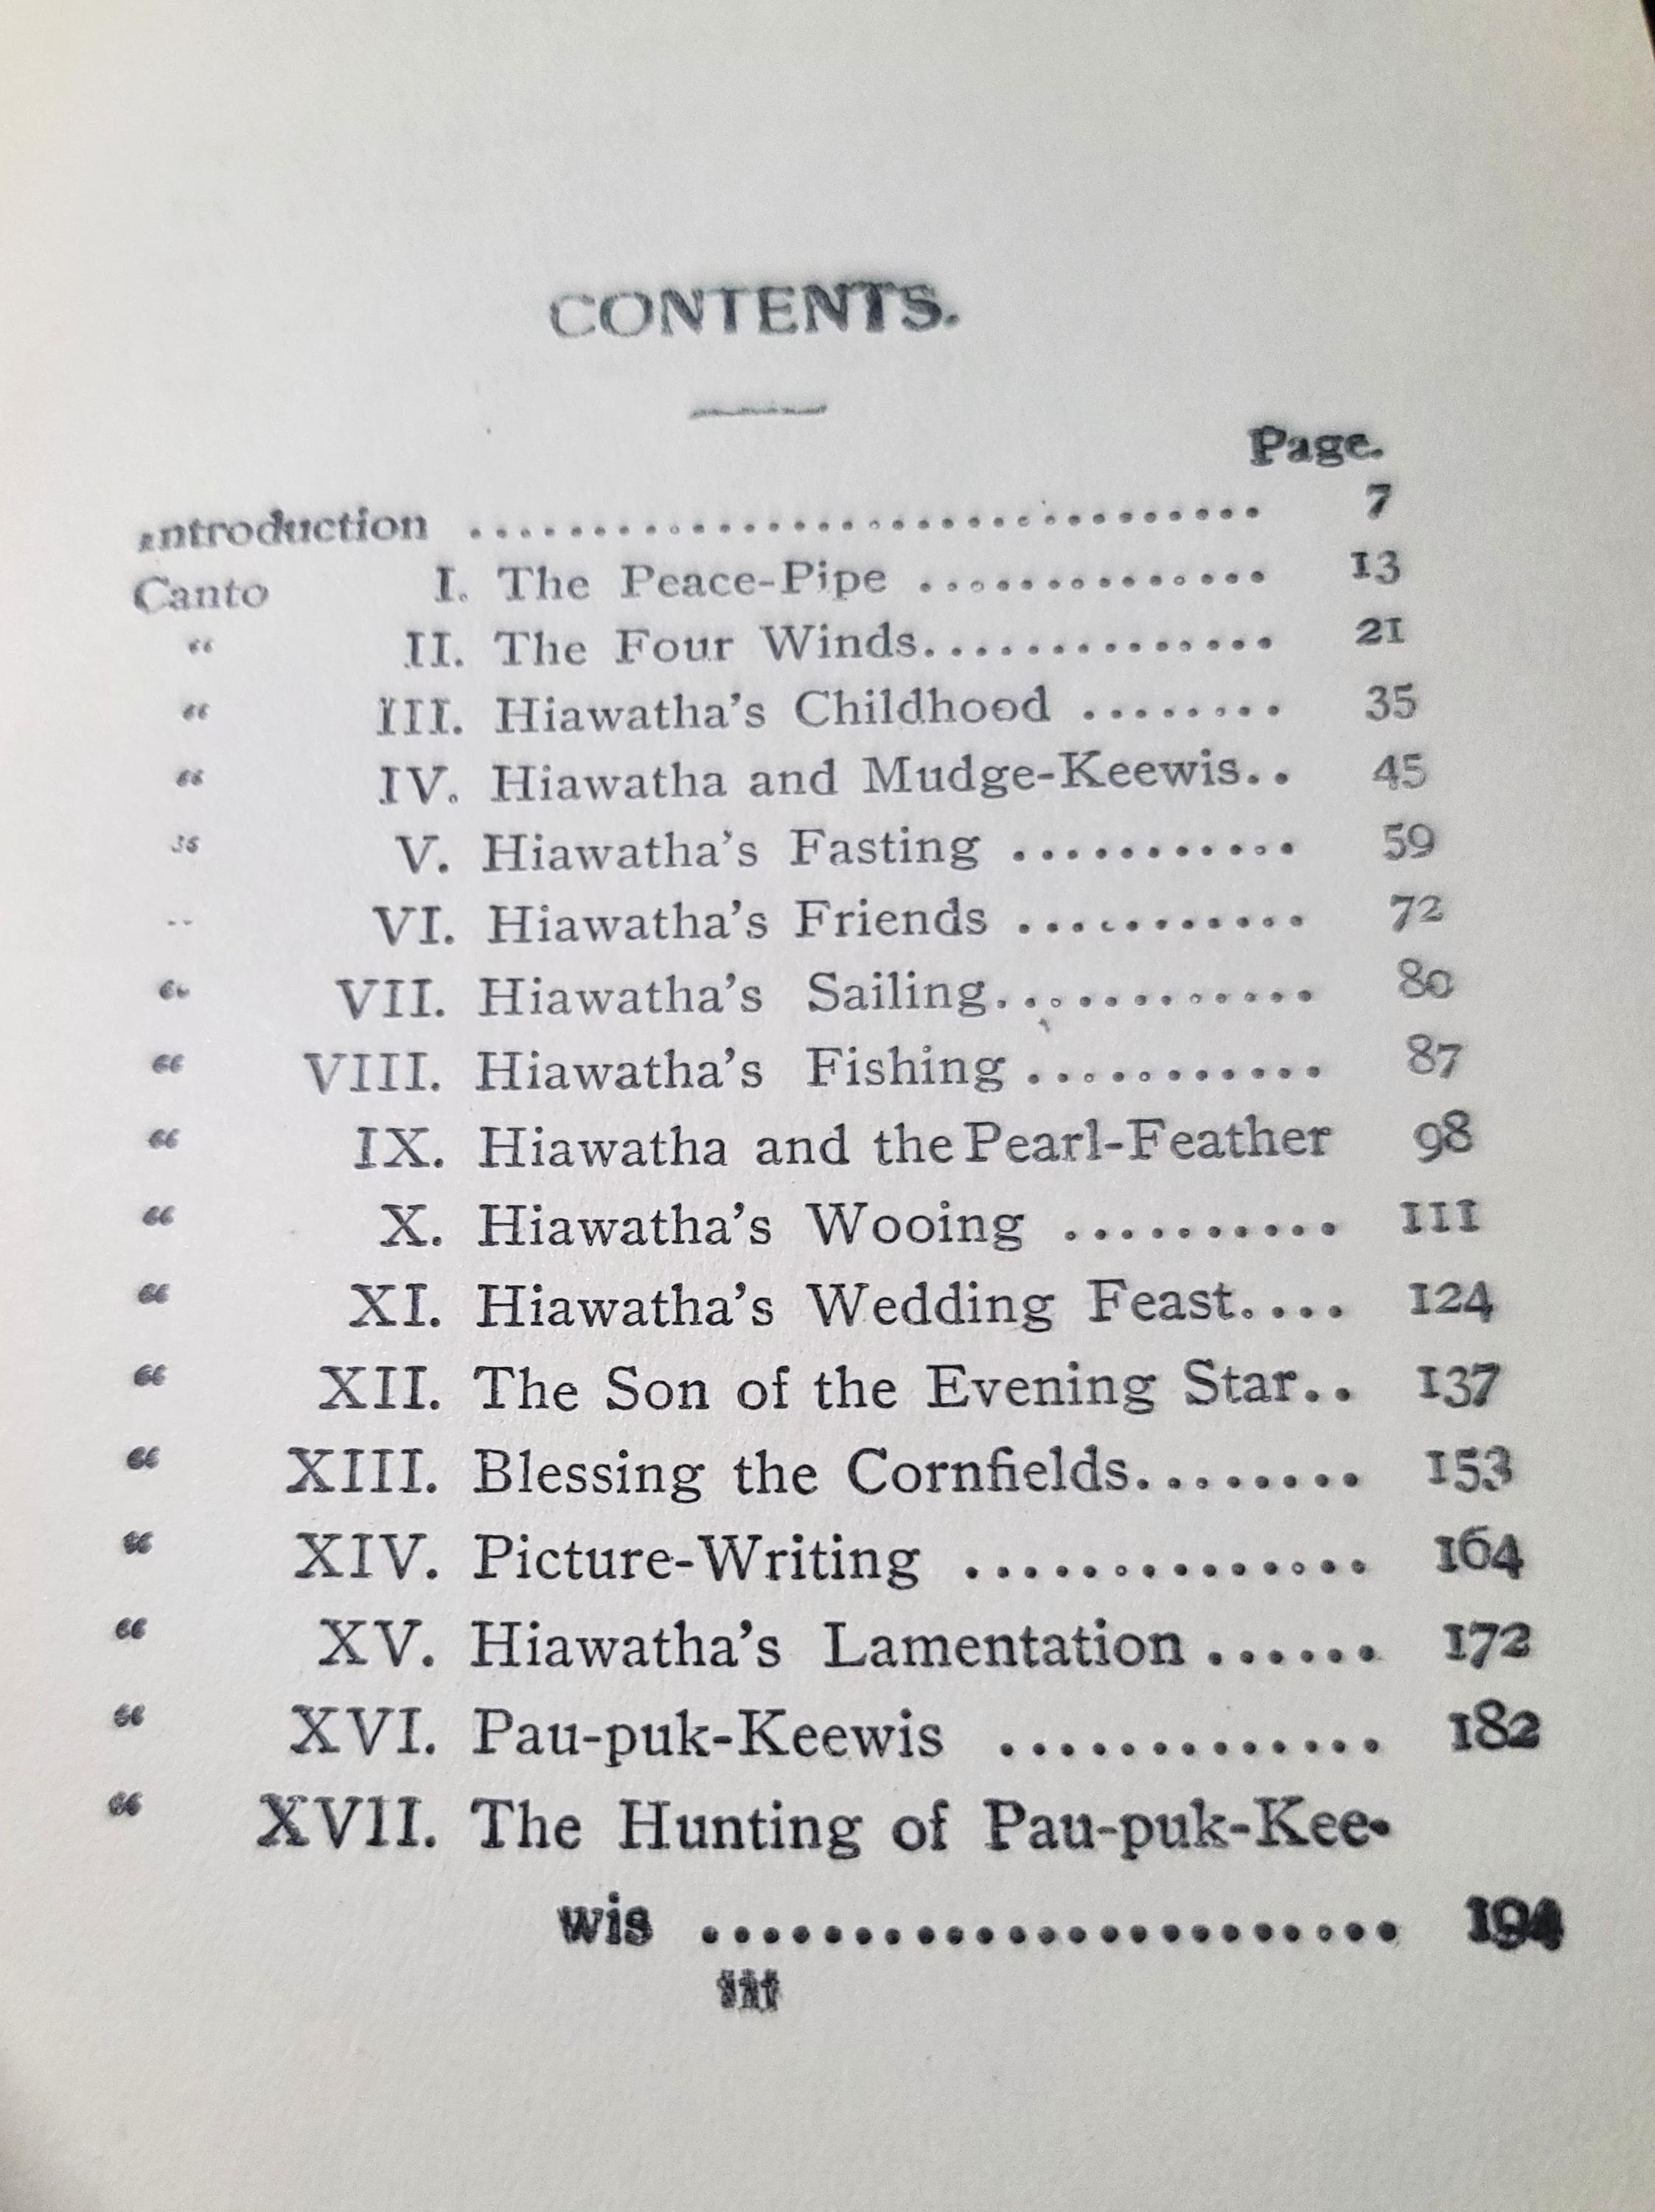 CONTENTS.
Page.
Introduction ................................ 7
Canto I. The Peace-Pipe .............. 13
“ II. The Four Winds.............. 21
“ III. Hiawatha’s Childhood ........ 35
“ IV. Hiawatha and Mudge-Keewis.. 45
“ V. Hiawatha’s Fasting ........... 59
“ VI. Hiawatha’s Friends ........... 72
“ VII. Hiawatha’s Sailing............ 80
“ VIII. Hiawatha’s Fishing ........... 87
“ IX. Hiawatha and the Pearl-Feather 98
“ X. Hiawatha’s Wooing .......... 111
“ XI. Hiawatha’s Wedding Feast.... 124
“ XII. The Son of the Evening Star.. 137
“ XIII. Blessing the Cornfields........ 153
“ XIV. Picture-Writing .............. 164
“ XV. Hiawatha’s Lamentation ...... 172
“ XVI. Pau-puk-Keewis ............. 182
“ XVII. The Hunting of Pau-puk-Kee-
wis ....................... 194
iii